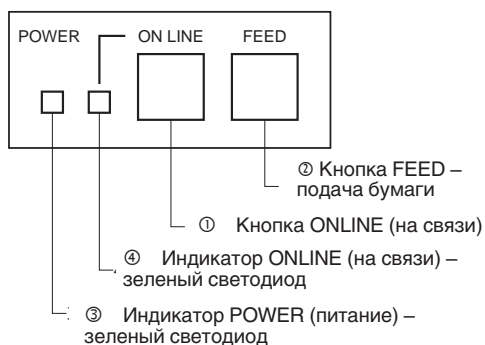 POWER ON LINE FEED
② Кнопка FEED –
подача бумаги
① Кнопка ONLINE (на связи)
④ Индикатор ONLINE (на связи) –
зеленый светодиод
③ Индикатор POWER (питание) –
зеленый светодиод